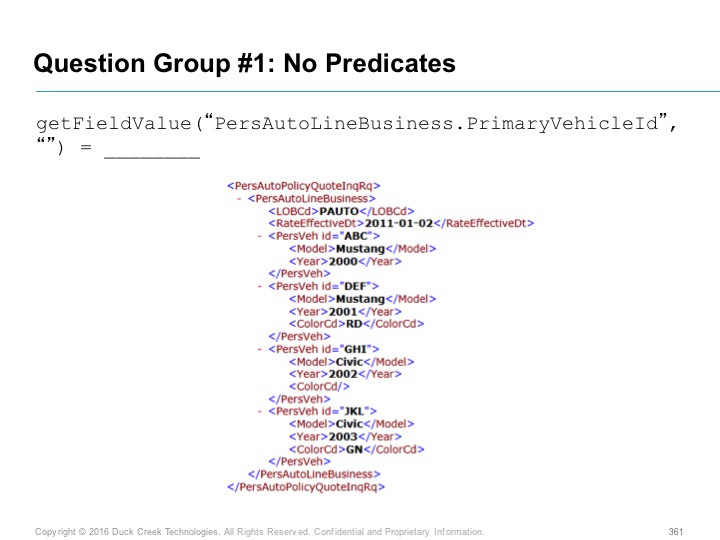 Question Group #1: No Predicates
getFieldValue(“PersAutoLineBusiness.PrimaryVehicleId”,
“”) = ________
<PersAutoPolicyQuoteInqRq>
- <PersAutoLineBusiness>
<LOBCd>PAUTO</LOBCd>
<RateEffectiveDt>2011-01-02</RateEffectiveDt>
- <PersVeh id="ABC">
<Model>Mustang</Model>
<Year>2000</Year>
</PersVeh>
- <PersVeh id="DEF">
<Model>Mustang</Model>
<Year>2001</Year>
<ColorCd>RD</ColorCd>
</PersVeh>
- <PersVeh id="GHI">
<Model>Civic</Model>
<Year>2002</Year>
<ColorCd/>
</PersVeh>
- <PersVeh id="JKL">
<Model>Civic</Model>
<Year>2003</Year>
<ColorCd>GN</ColorCd>
</PersVeh>
</PersAutoLineBusiness>
</PersAutoPolicyQuoteInqRq>
Copyright © 2016 Duck Creek Technologies. All Rights Reserved. Confidential and Proprietary Information. 361